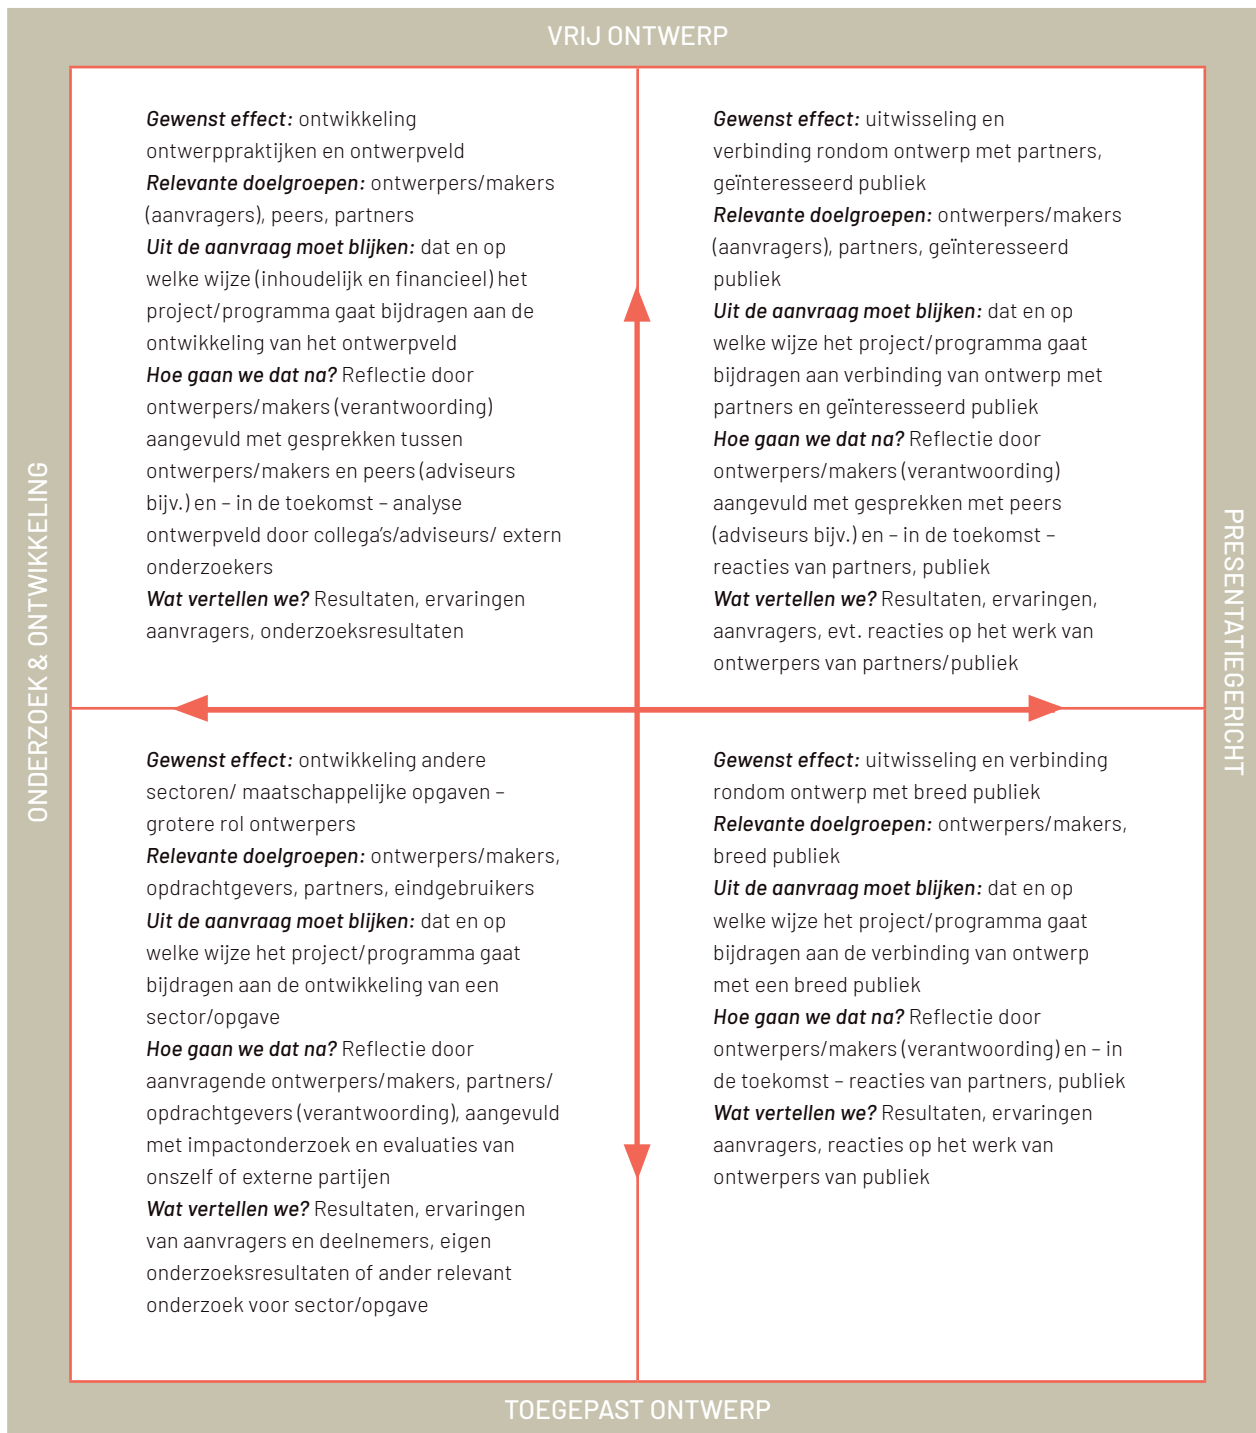 VRIJ ONTWERP
ONDERZOEK & ONTWIKKELING
Gewenst effect: ontwikkeling
ontwerppraktijken en ontwerpveld
Relevante doelgroepen: ontwerpers/makers
(aanvragers), peers, partners
Uit de aanvraag moet blijken: dat en op
welke wijze (inhoudelijk en financieel) het
project/programma gaat bijdragen aan de
ontwikkeling van het ontwerpveld
Hoe gaan we dat na? Reflectie door
ontwerpers/makers (verantwoording)
aangevuld met gesprekken tussen
ontwerpers/makers en peers (adviseurs
bijv.) en – in de toekomst – analyse
ontwerpveld door collega’s/adviseurs/ extern
onderzoekers
Wat vertellen we? Resultaten, ervaringen
aanvragers, onderzoeksresultaten
Gewenst effect: uitwisseling en
verbinding rondom ontwerp met partners,
geïnteresseerd publiek
Relevante doelgroepen: ontwerpers/makers
(aanvragers), partners, geïnteresseerd
publiek
Uit de aanvraag moet blijken: dat en op
welke wijze het project/programma gaat
bijdragen aan verbinding van ontwerp met
partners en geïnteresseerd publiek
Hoe gaan we dat na? Reflectie door
ontwerpers/makers (verantwoording)
aangevuld met gesprekken met peers
(adviseurs bijv.) en – in de toekomst –
reacties van partners, publiek
Wat vertellen we? Resultaten, ervaringen,
aanvragers, evt. reacties op het werk van
ontwerpers van partners/publiek
PRESENTATIEGERICHT
Gewenst effect: ontwikkeling andere
sectoren/ maatschappelijke opgaven –
grotere rol ontwerpers
Relevante doelgroepen: ontwerpers/makers,
opdrachtgevers, partners, eindgebruikers
Uit de aanvraag moet blijken: dat en op
welke wijze het project/programma gaat
bijdragen aan de ontwikkeling van een
sector/opgave
Hoe gaan we dat na? Reflectie door
aanvragende ontwerpers/makers, partners/
opdrachtgevers (verantwoording), aangevuld
met impactonderzoek en evaluaties van
onszelf of externe partijen
Wat vertellen we? Resultaten, ervaringen
van aanvragers en deelnemers, eigen
onderzoeksresultaten of ander relevant
onderzoek voor sector/opgave
Gewenst effect: uitwisseling en verbinding
rondom ontwerp met breed publiek
Relevante doelgroepen: ontwerpers/makers,
breed publiek
Uit de aanvraag moet blijken: dat en op
welke wijze het project/programma gaat
bijdragen aan de verbinding van ontwerp
met een breed publiek
Hoe gaan we dat na? Reflectie door
ontwerpers/makers (verantwoording) en – in
de toekomst – reacties van partners, publiek
Wat vertellen we? Resultaten, ervaringen
aanvragers, reacties op het werk van
ontwerpers van publiek
TOEGEPAST ONTWERP